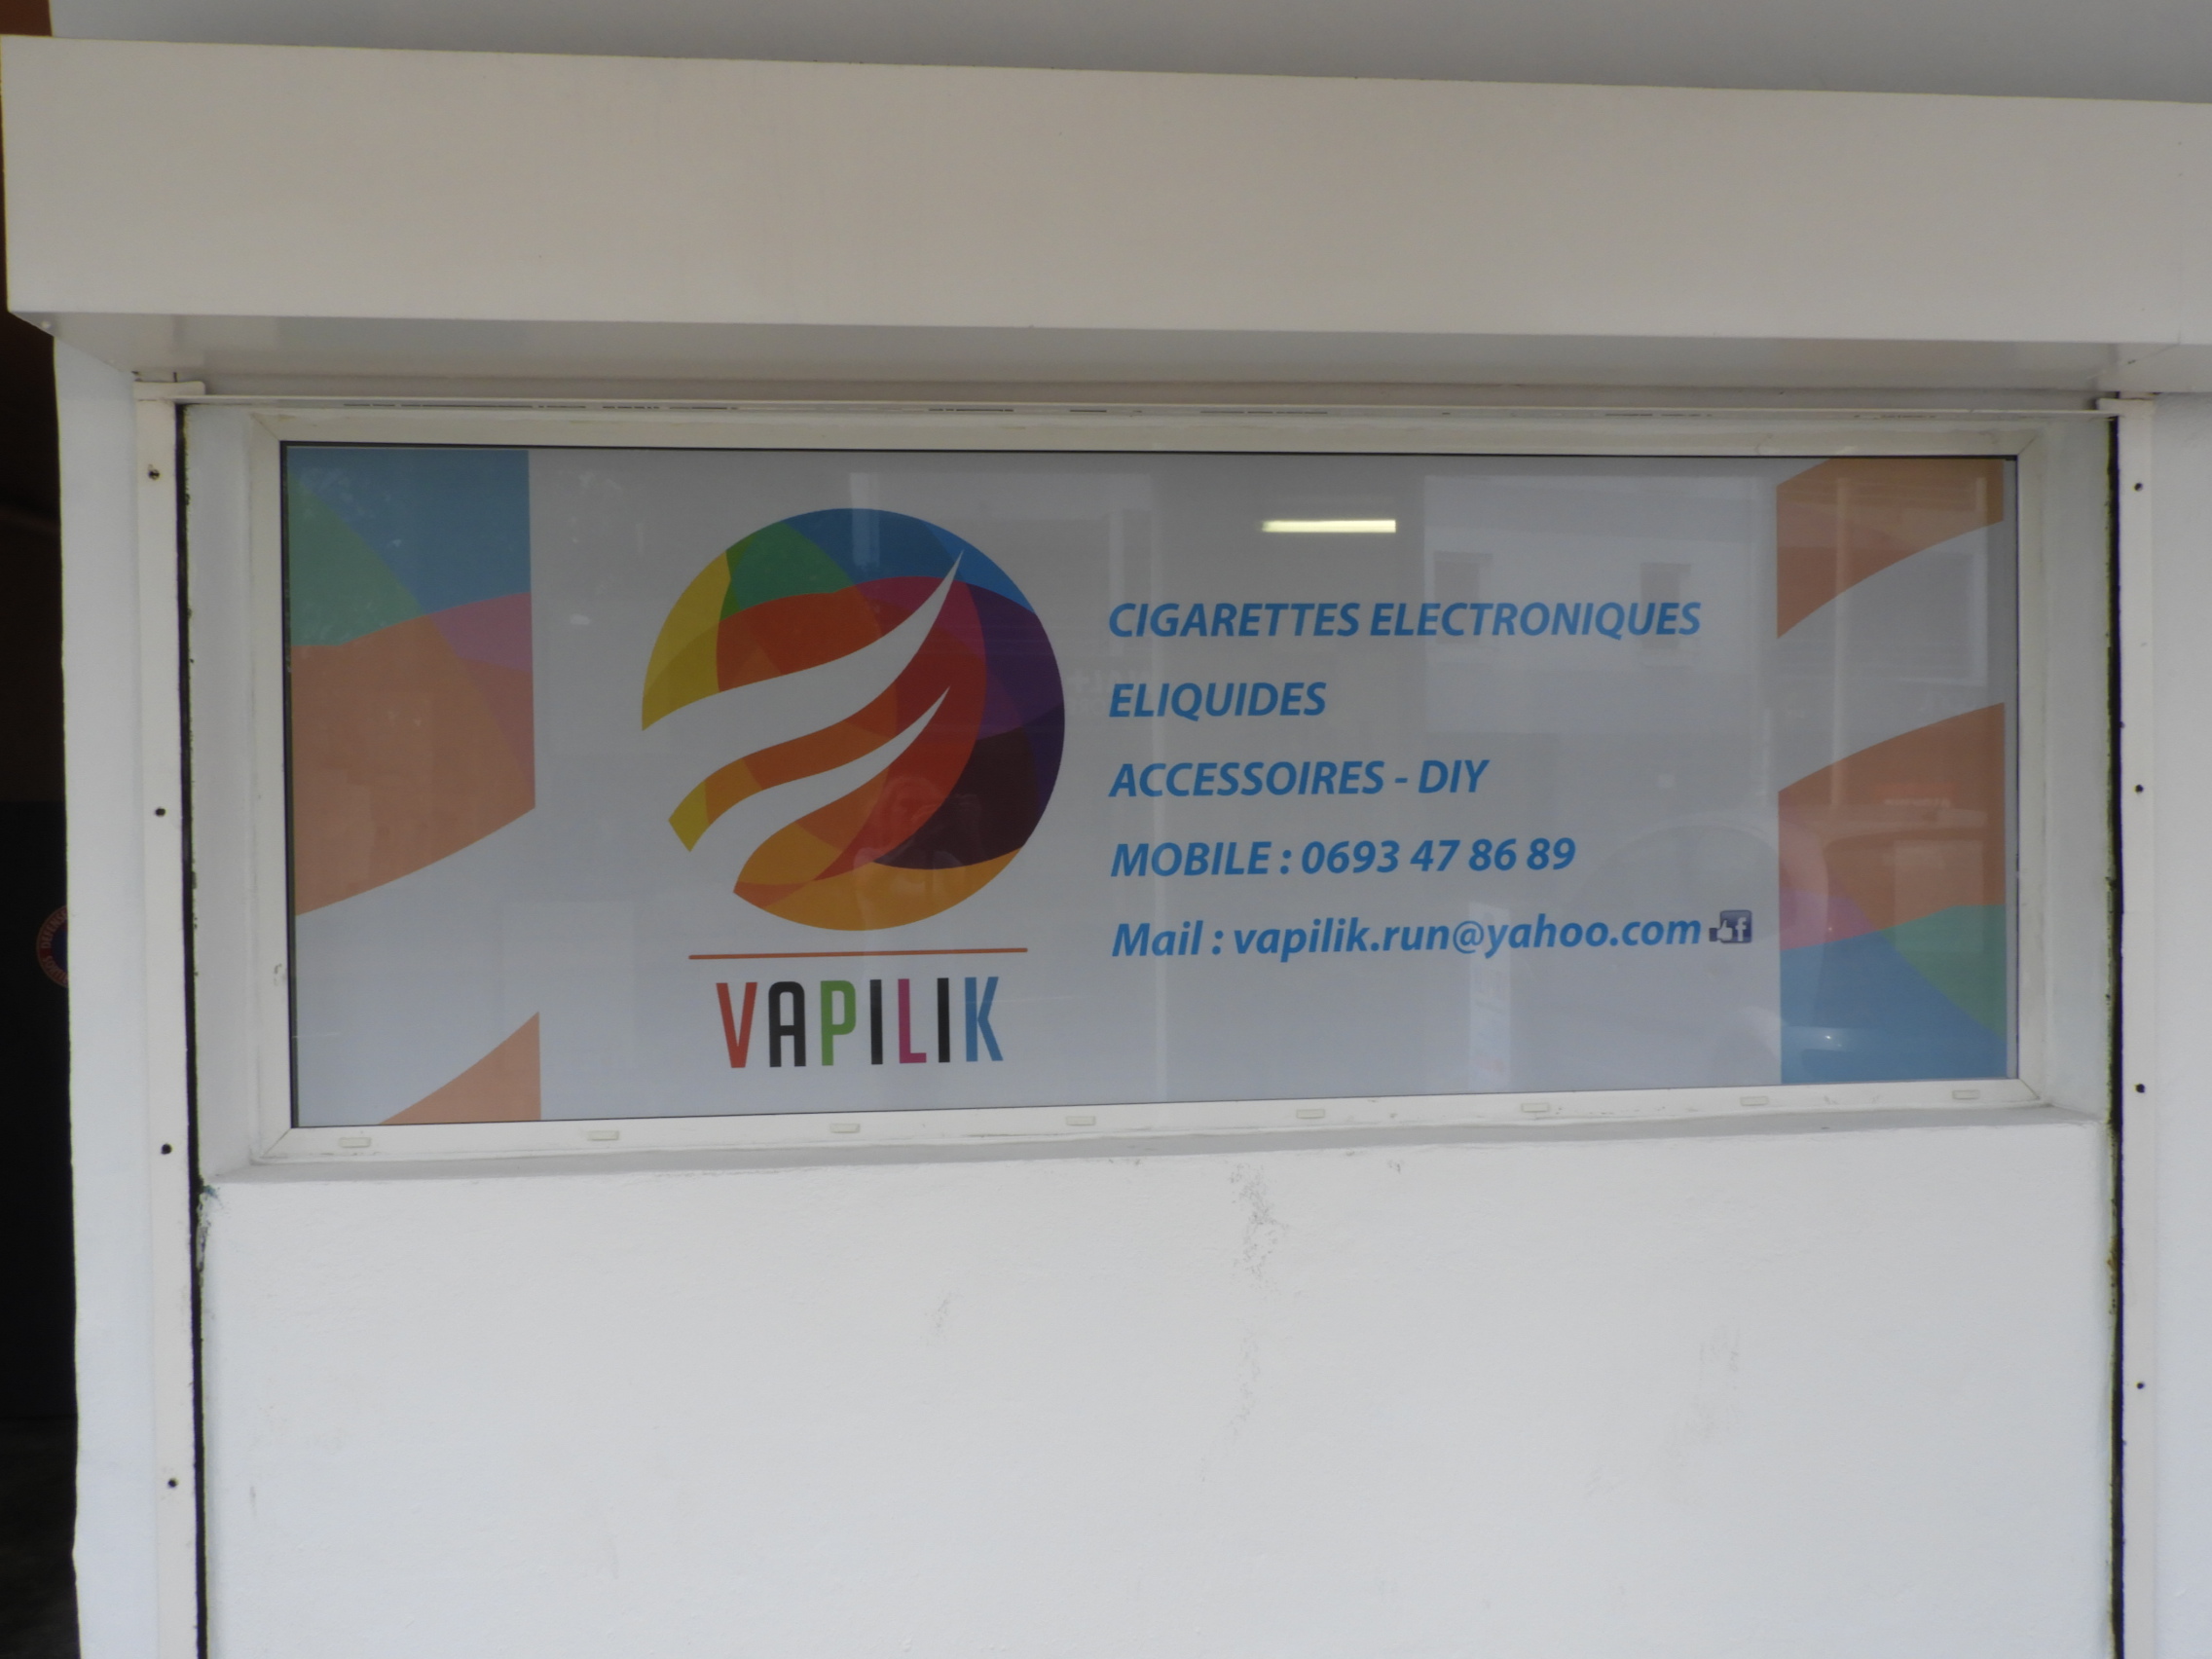 CIGARETTES ELECTRONIQUES
ELIQUIDES
ACCESSOIRES - DIY
MOBILE : 0693 47 86 89
Mail : vapilik.run@yahoo.com f
VAPILIK